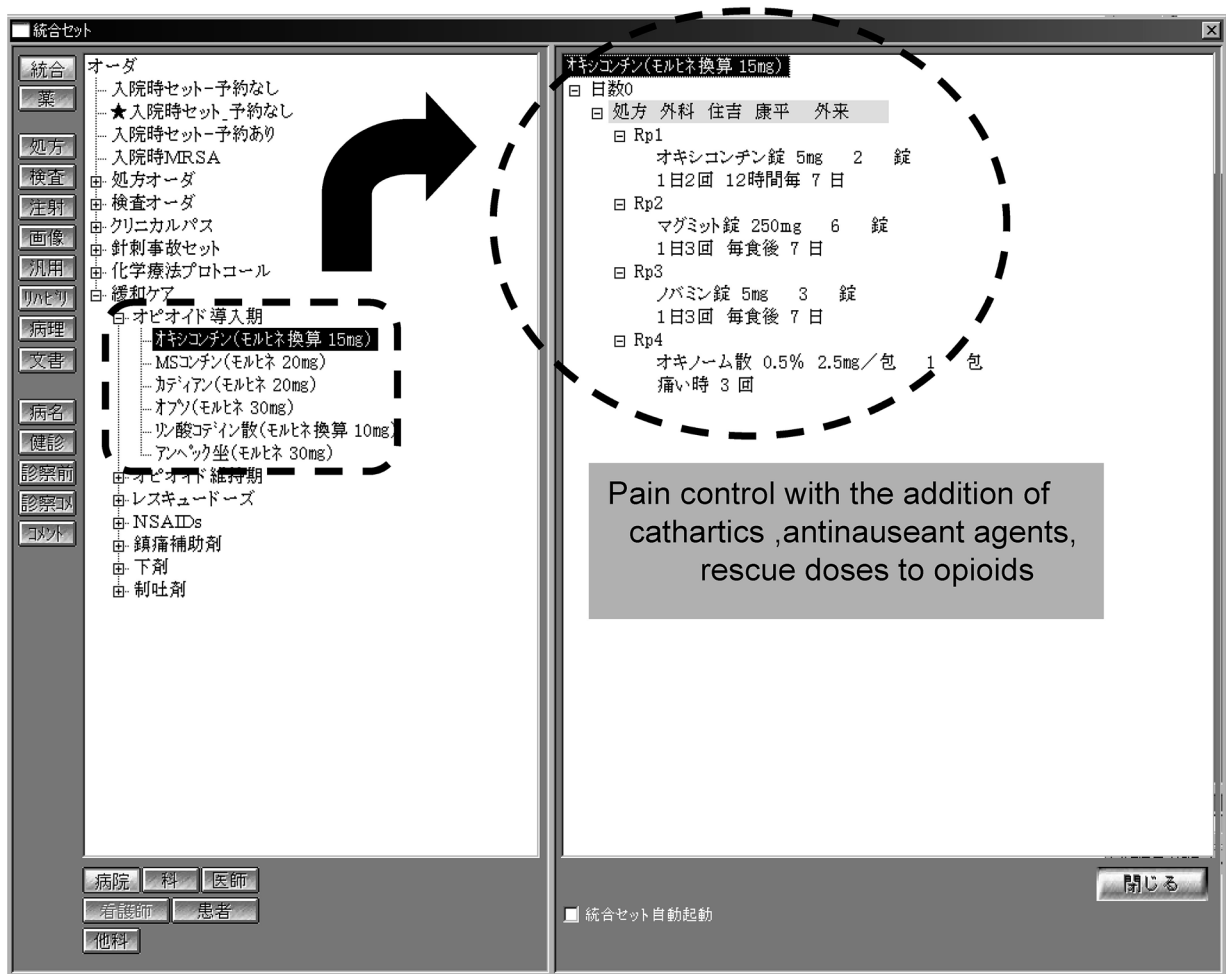 統合セット
統合
薬
処方
検査
注射
画像
汎用
リハビリ
病理
文書
病名
健診
診察前
診察コメ
コメント
オーダ
入院時セットー予約なし
★入院時セット_予約なし
入院時セットー予約あり
入院時MRSA
処方オーダ
検査オーダ
クリニカルパス
針刺事故セット
化学療法プロトコール
緩和ケア
オピオイド導入期
オキシコンチン(モルヒネ換算 15mg)
MSコンチン(モルヒネ 20mg)
カディアン(モルヒネ 20mg)
オプソ(モルヒネ 30mg)
リン酸コデイン散(モルヒネ換算 10mg)
アンペック坐(モルヒネ 30mg)
オピオイド維持期
レスキュードーズ
NSAIDs
鎮痛補助剤
下剤
制吐剤
病院 科 医師
看護師 患者
他科
オキシコンチン(モルヒネ換算 15mg)
日数0
処方 外科 住吉 康平 外来
Rp1
オキシコンチン錠 5mg 2 錠
1日2回 12時間毎 7 日
Rp2
マグミット錠 250mg 6 錠
1日3回 毎食後 7 日
Rp3
ノバミン錠 5mg 3 錠
1日3回 毎食後 7 日
Rp4
オキノーム散 0.5% 2.5mg/包 1 包
痛い時 3 回
Pain control with the addition of
cathartics ,antinauseant agents,
rescue doses to opioids
閉じる
統合セット自動起動